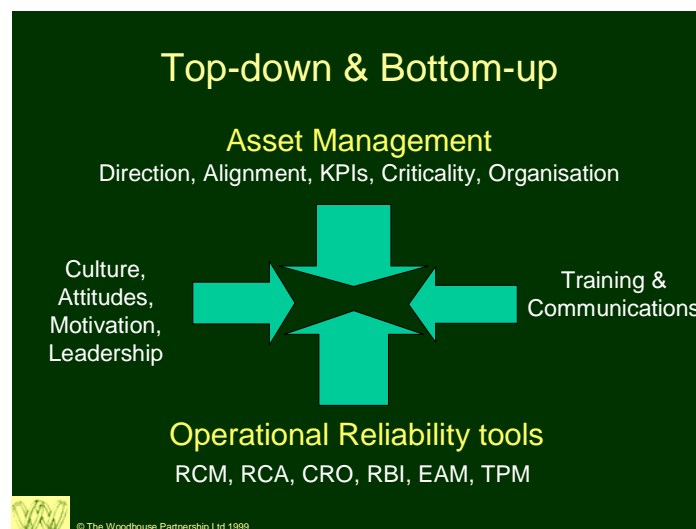 Top-down & Bottom-up
Asset Management
Direction, Alignment, KPIs, Criticality, Organisation
Culture,
Attitudes,
Motivation,
Leadership
Training &
Communications
Operational Reliability tools
RCM, RCA, CRO, RBI, EAM, TPM
© The Woodhouse Partnership Ltd 1999